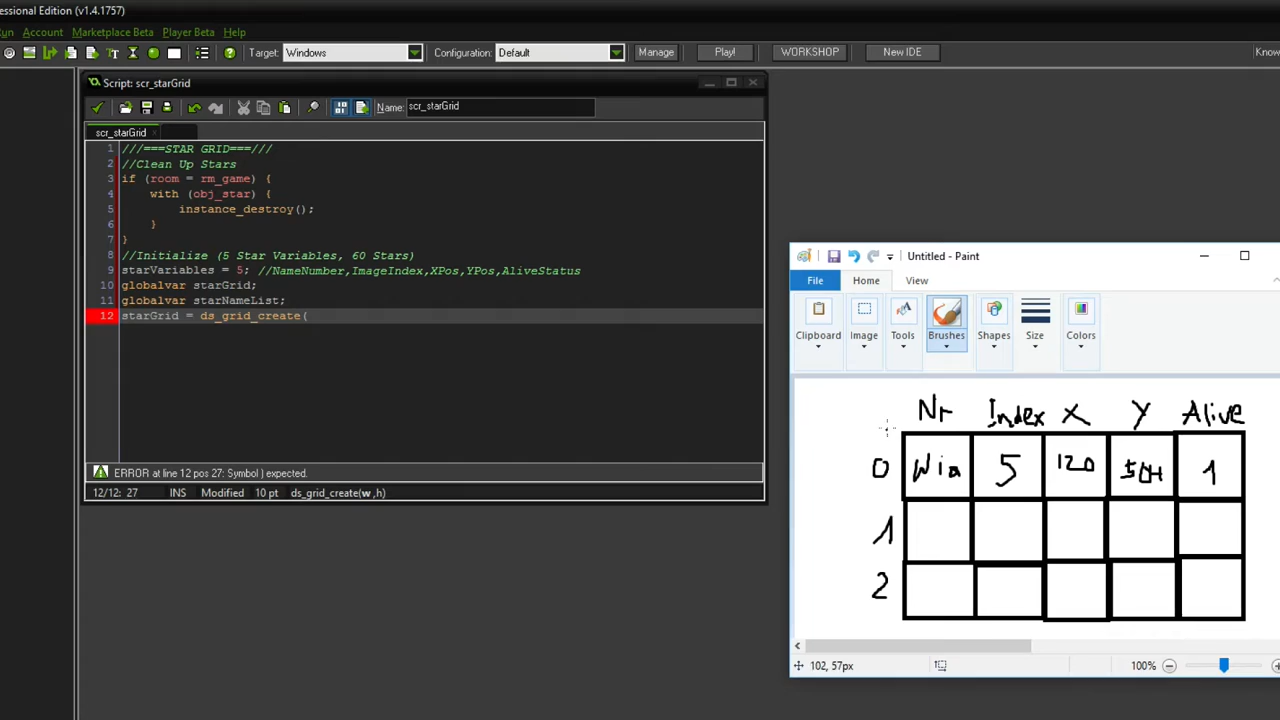 ofessional Edition (v1.4.1757)
Run Account Marketplace Beta Help
Target: Windows Configuration: Default Manage Play! WORKSHOP New IDE Know
Script: scr_starGrid
Name: scr_starGrid
scr_starGrid
1 ///===STAR GRID===///
2 //Clean Up Stars
3 if (room = rm_game) {
4 with (obj_star) {
5 instance_destroy();
6 }
7 }
8 //Initialize (5 Star Variables, 60 Stars)
9 starVariables = 5; //NameNumber,ImageIndex,XPos,YPos,AliveStatus
10 globalvar starGrid;
11 globalvar starNameList;
12 starGrid = ds_grid_create(
ERROR at line 12 pos 27: Symbol ) expected.
12/12: 27 INS Modified 10 pt ds_grid_create(w ,h)
Untitled - Paint
File Home View
Clipboard Image Tools Brushes Shapes Size Colors
Nr Index X Y Alive
0 5 120 504 1
1
2
102, 57px 100%